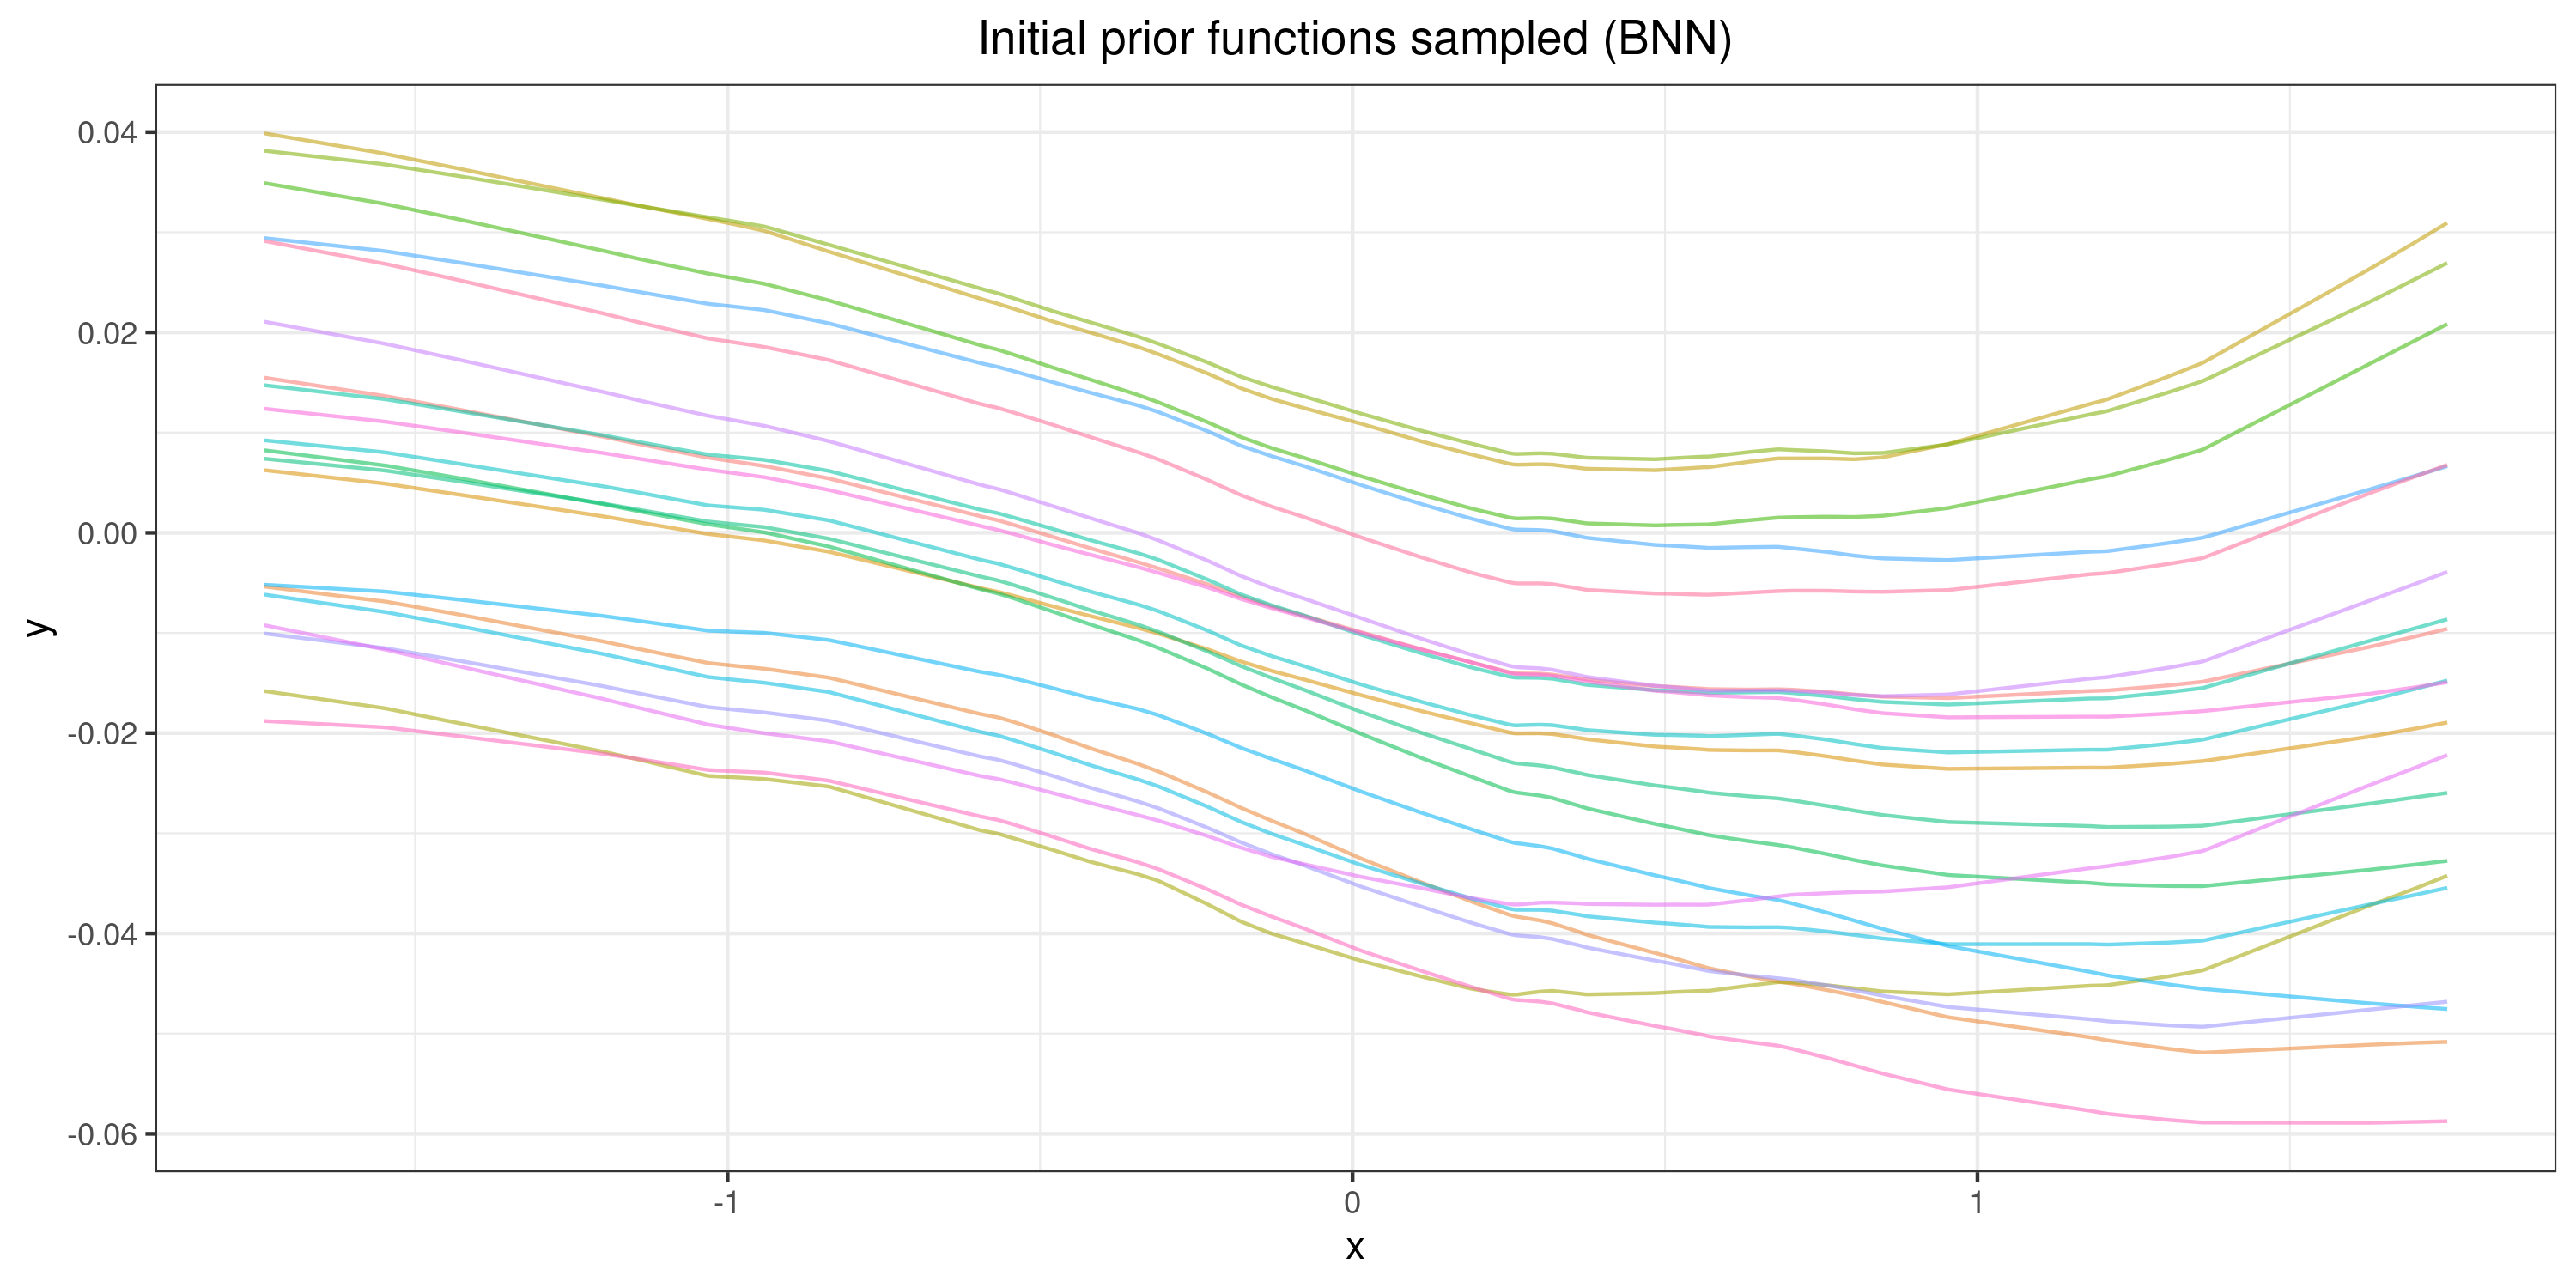 Initial prior functions sampled (BNN)
0.04
0.02
0.00
-0.02
-0.04
-0.06
y
-1 0 1
x